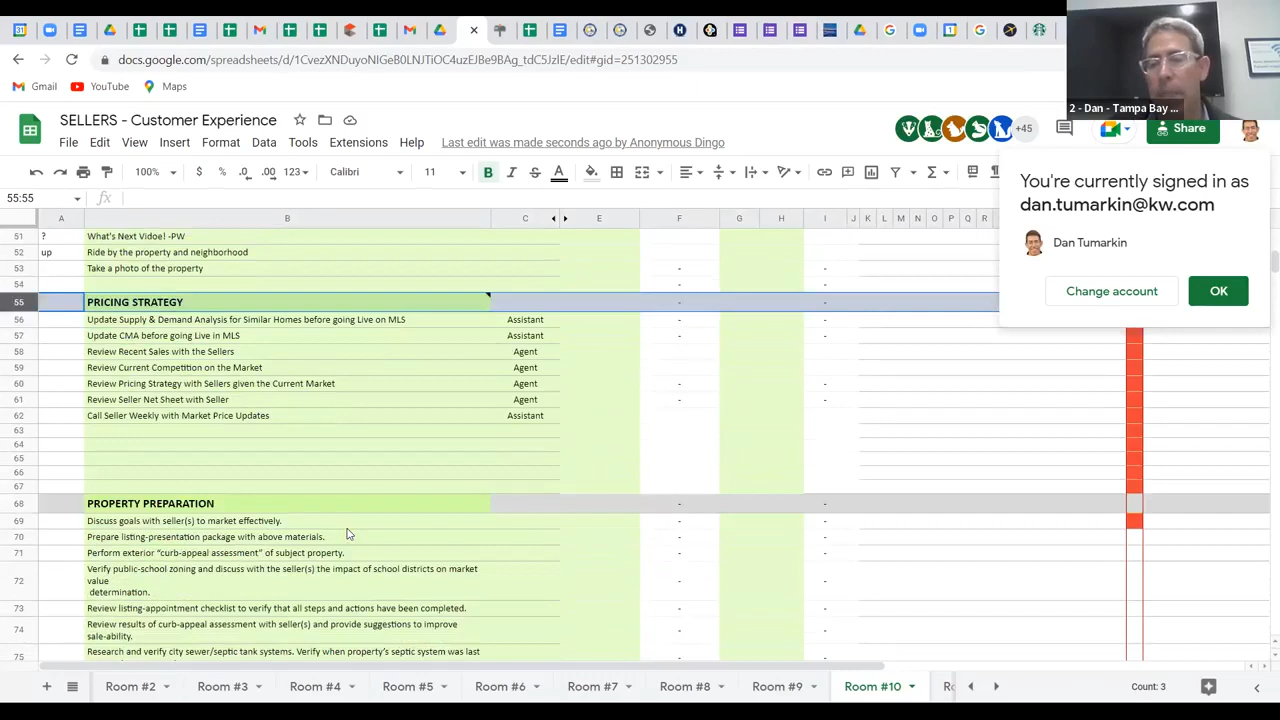 docs.google.com/spreadsheets/d/1CvezXNDuyoNIGeB0LNJTiOC4uzEJBe9BAg_tdC5JzlE/edit#gid=251302955
Gmail YouTube Maps
2 - Dan - Tampa Bay ...
SELLERS - Customer Experience
+45
Share
File Edit View Insert Format Data Tools Extensions Help Last edit was made seconds ago by Anonymous Dingo
100% $ % .0 .00 123 Calibri 11 B I S A
You're currently signed in as
dan.tumarkin@kw.com
Dan Tumarkin
Change account OK
55:55 fx
A B C E F G H I J K L M N O P Q R
51 ? What's Next Vidoe! -PW
52 up Ride by the property and neighborhood
53 Take a photo of the property - -
54 - -
55 PRICING STRATEGY - -
56 Update Supply & Demand Analysis for Similar Homes before going Live on MLS Assistant - -
57 Update CMA before going Live in MLS Assistant - -
58 Review Recent Sales with the Sellers Agent
59 Review Current Competition on the Market Agent
60 Review Pricing Strategy with Sellers given the Current Market Agent - -
61 Review Seller Net Sheet with Seller Agent - -
62 Call Seller Weekly with Market Price Updates Assistant
63
64
65
66
67
68 PROPERTY PREPARATION - -
69 Discuss goals with seller(s) to market effectively. - -
70 Prepare listing-presentation package with above materials. - -
71 Perform exterior “curb-appeal assessment” of subject property. - -
72 Verify public-school zoning and discuss with the seller(s) the impact of school districts on market
value - -
determination.
73 Review listing-appointment checklist to verify that all steps and actions have been completed. - -
74 Review results of curb-appeal assessment with seller(s) and provide suggestions to improve
sale-ability. - -
75 Research and verify city sewer/septic tank systems. Verify when property’s septic system was last
Room #2 Room #3 Room #4 Room #5 Room #6 Room #7 Room #8 Room #9 Room #10 Count: 3